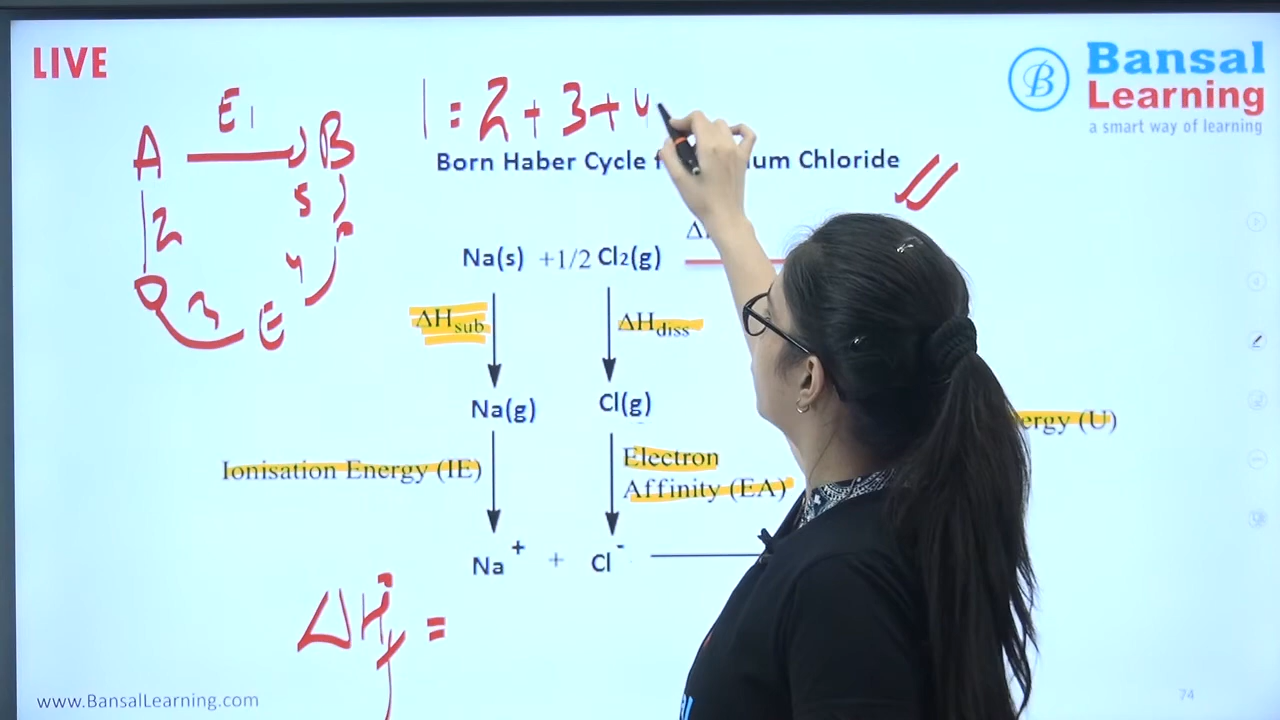 LIVE
Bansal
Learning
a smart way of learning
1 = 2 + 3 + 4
A E1 B
2 5
4
3 E
Born Haber Cycle f ium Chloride
Na(s) +1/2 Cl2(g)
ΔHsub ΔHdiss
Na(g) Cl(g)
ergy (U)
Ionisation Energy (IE) Electron
Affinity (EA)
Na+ + Cl-
ΔHf =
www.BansalLearning.com 74